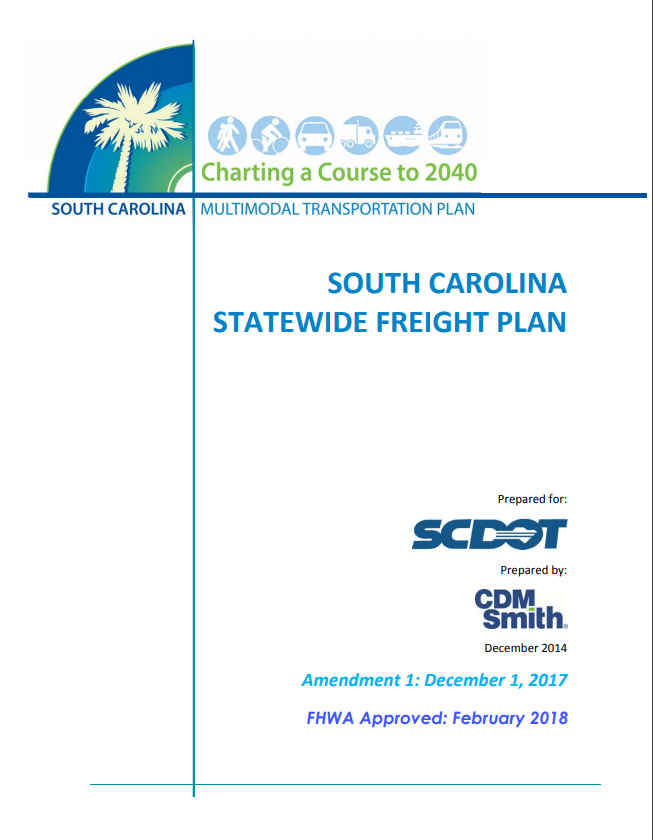 Charting a Course to 2040
SOUTH CAROLINA MULTIMODAL TRANSPORTATION PLAN
SOUTH CAROLINA
STATEWIDE FREIGHT PLAN
Prepared for:
SCDOT
Prepared by:
CDM
Smith®
December 2014
Amendment 1: December 1, 2017
FHWA Approved: February 2018